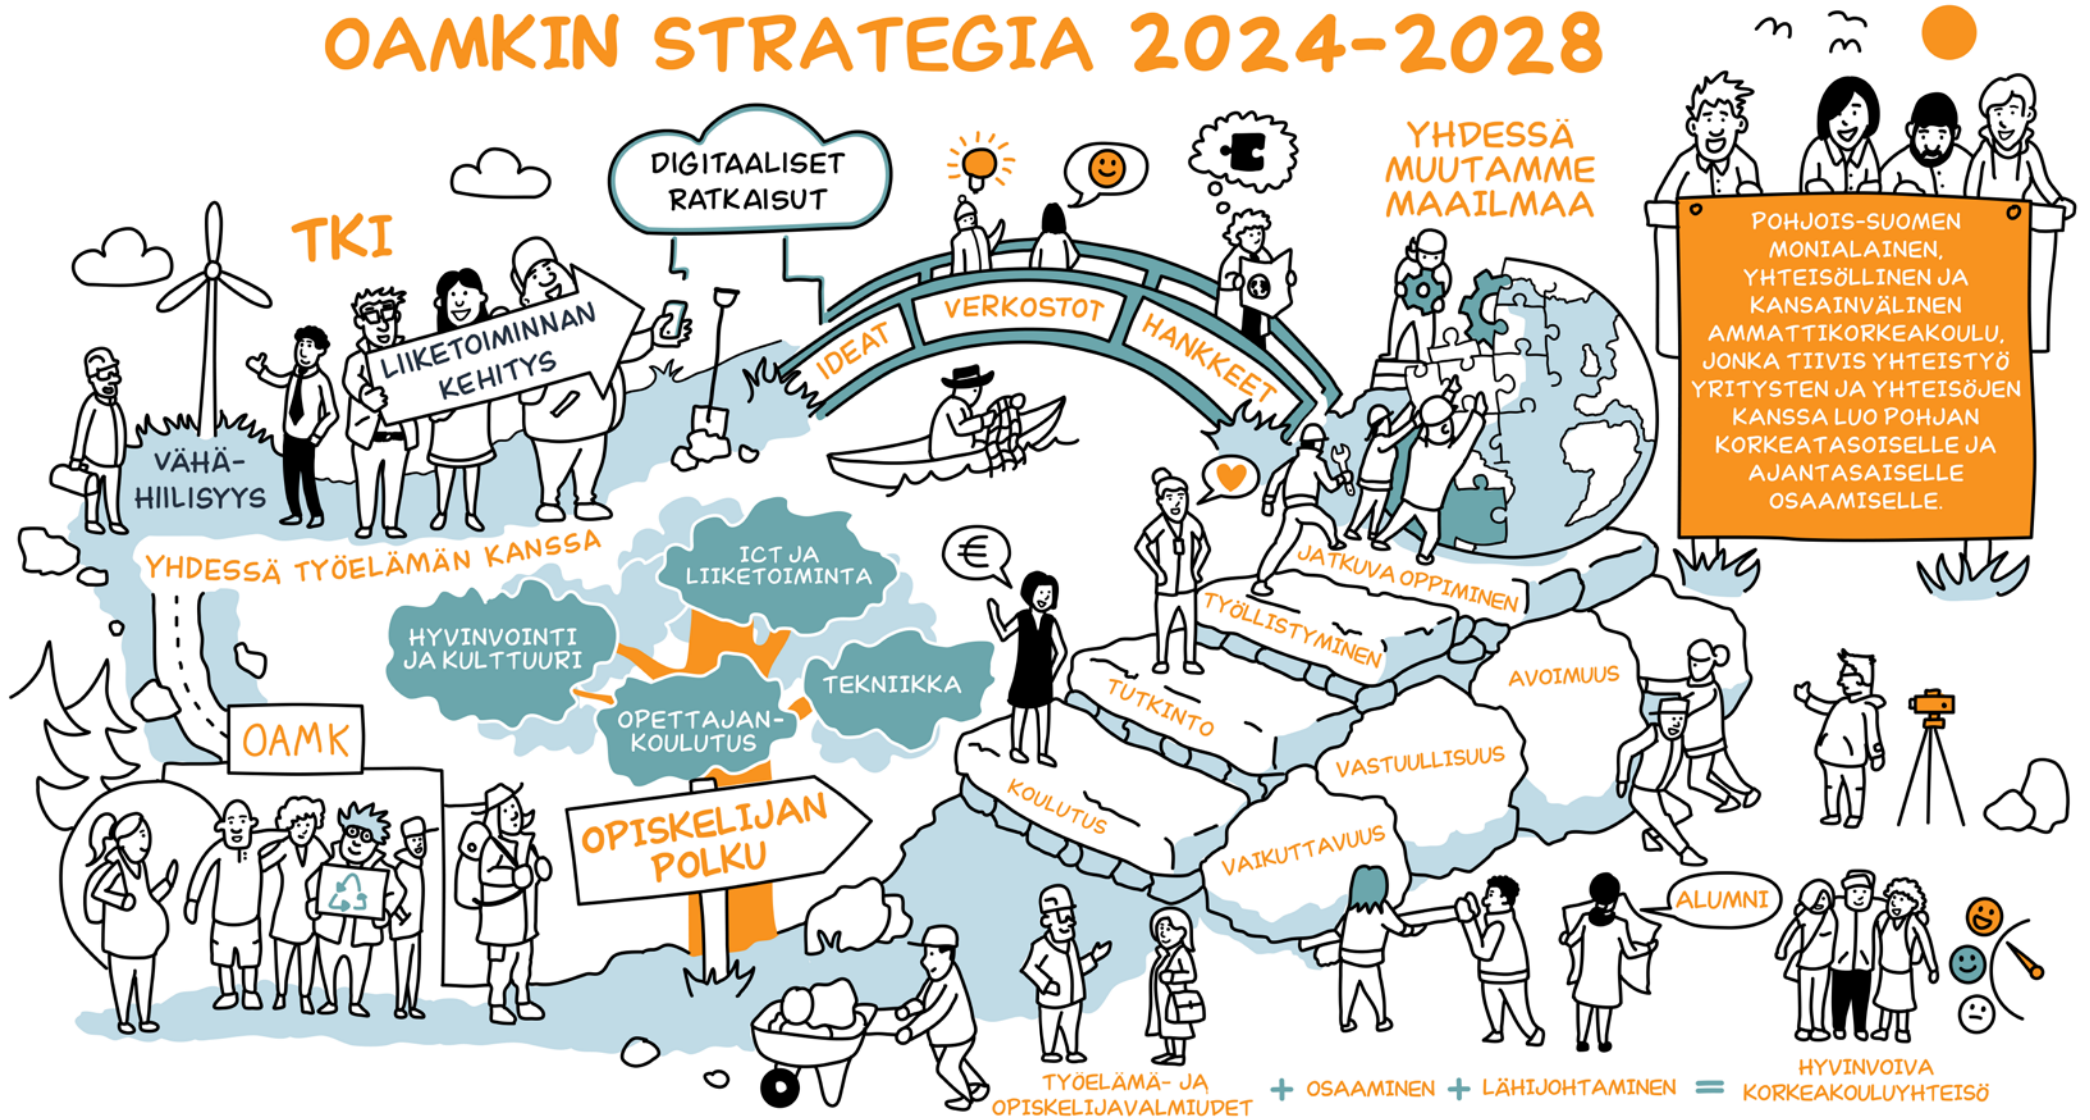 OAMKIN STRATEGIA 2024-2028
TKI
DIGITAALISET
RATKAISUT
LIIKETOIMINNAN
KEHITYS
VÄHÄ-
HIILISYYS
YHDESSÄ TYÖELÄMÄN KANSSA
IDEAT
VERKOSTOT
HANKKEET
YHDESSÄ
MUUTAMME
MAAILMAA
POHJOIS-SUOMEN
MONIALAINEN,
YHTEISÖLLINEN JA
KANSAINVÄLINEN
AMMATTIKORKEAKOULU,
JONKA TIIVIS YHTEISTYÖ
YRITYSTEN JA YHTEISÖJEN
KANSSA LUO POHJAN
KORKEATASOISELLE JA
AJANTASAISELLE
OSAAMISELLE.
ICT JA
LIIKETOIMINTA
HYVINVOINTI
JA KULTTUURI
TEKNIIKKA
OPETTAJAN-
KOULUTUS
OAMK
OPISKELIJAN
POLKU
€
JATKUVA OPPIMINEN
TYÖLLISTYMINEN
TUTKINTO
KOULUTUS
AVOIMUUS
VASTUULLISUUS
VAIKUTTAVUUS
ALUMNI
TYÖELÄMÄ- JA
OPISKELIJAVALMIUDET
+ OSAAMINEN + LÄHIJOHTAMINEN =
HYVINVOIVA
KORKEAKOULUYHTEISÖ